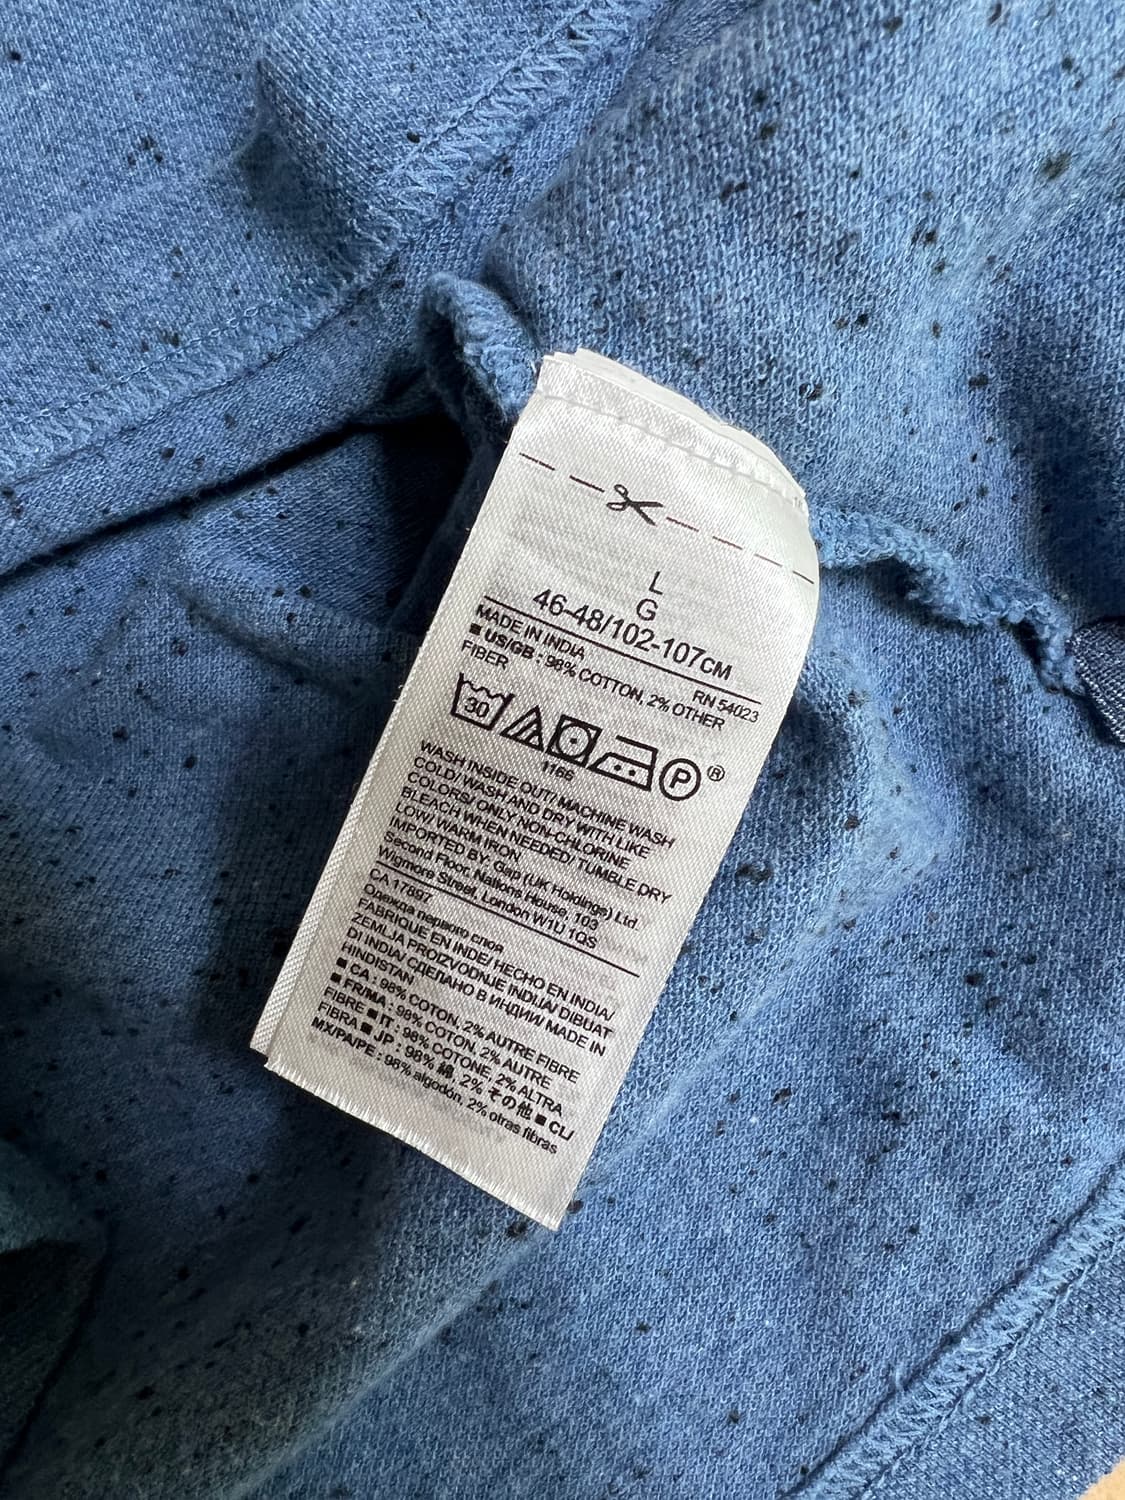 L
G
46-48/102-107CM
MADE IN INDIA RN 54023
■ US/GB : 98% COTTON, 2% OTHER
FIBER
30 P ®
1166
WASH INSIDE OUT/ MACHINE WASH
COLD/ WASH AND DRY WITH LIKE
COLORS/ ONLY NON-CHLORINE
BLEACH WHEN NEEDED/ TUMBLE DRY
LOW/ WARM IRON
IMPORTED BY: Gap (UK Holdings) Ltd.
Second Floor, Nations House, 103
Wigmore Street, London W1U 1QS
CA 17897
Одежда первого слоя
FABRIQUE EN INDE/ HECHO EN INDIA/
ZEMLJA PROIZVODNJE INDIJA/ DIBUAT
DI INDIA/ СДЕЛАНО В ИНДИИ/ MADE IN
HINDISTAN
■ CA : 98% COTON, 2% AUTRE FIBRE
■ FR/MA : 98% COTON, 2% AUTRE
FIBRE ■ IT : 98% COTONE, 2% ALTRA
FIBRA ■ JP : 98% 綿, 2% その他 ■ CL/
MX/PA/PE : 98% algodón, 2% otras fibras